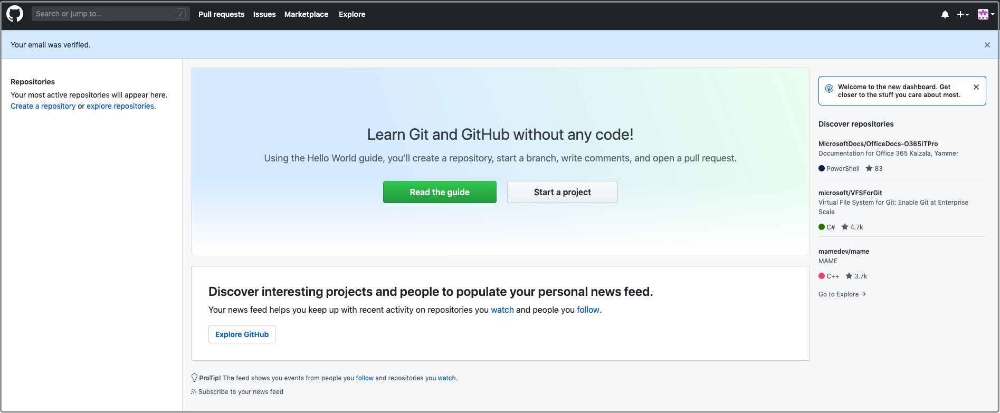 Search or jump to...
/
Pull requests
Issues
Marketplace
Explore
Your email was verified.
Repositories
Your most active repositories will appear here.
Create a repository or explore repositories.
Learn Git and GitHub without any code!
Using the Hello World guide, you’ll create a repository, start a branch, write comments, and open a pull request.
Read the guide
Start a project
Discover interesting projects and people to populate your personal news feed.
Your news feed helps you keep up with recent activity on repositories you watch and people you follow.
Explore GitHub
ProTip! The feed shows you events from people you follow and repositories you watch.
Subscribe to your news feed
Welcome to the new dashboard. Get
closer to the stuff you care about most.
Discover repositories
MicrosoftDocs/OfficeDocs-O365ITPro
Documentation for Office 365 Kaizala, Yammer
PowerShell 83
microsoft/VFSForGit
Virtual File System for Git: Enable Git at Enterprise
Scale
C# 4.7k
mamedev/mame
MAME
C++ 3.7k
Go to Explore →